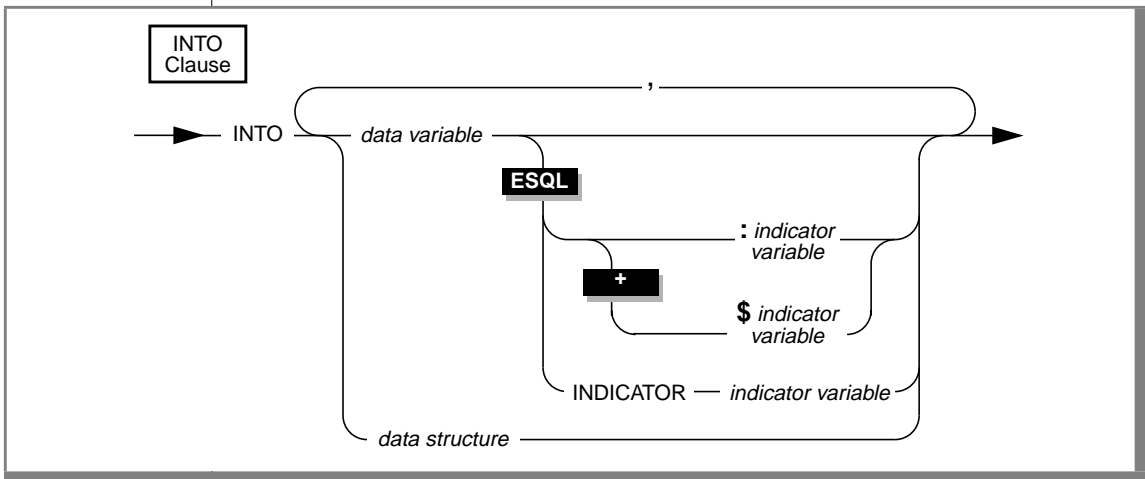 INTO
Clause
,
INTO
data variable
ESQL
: indicator
variable
+
$ indicator
variable
INDICATOR
indicator variable
data structure